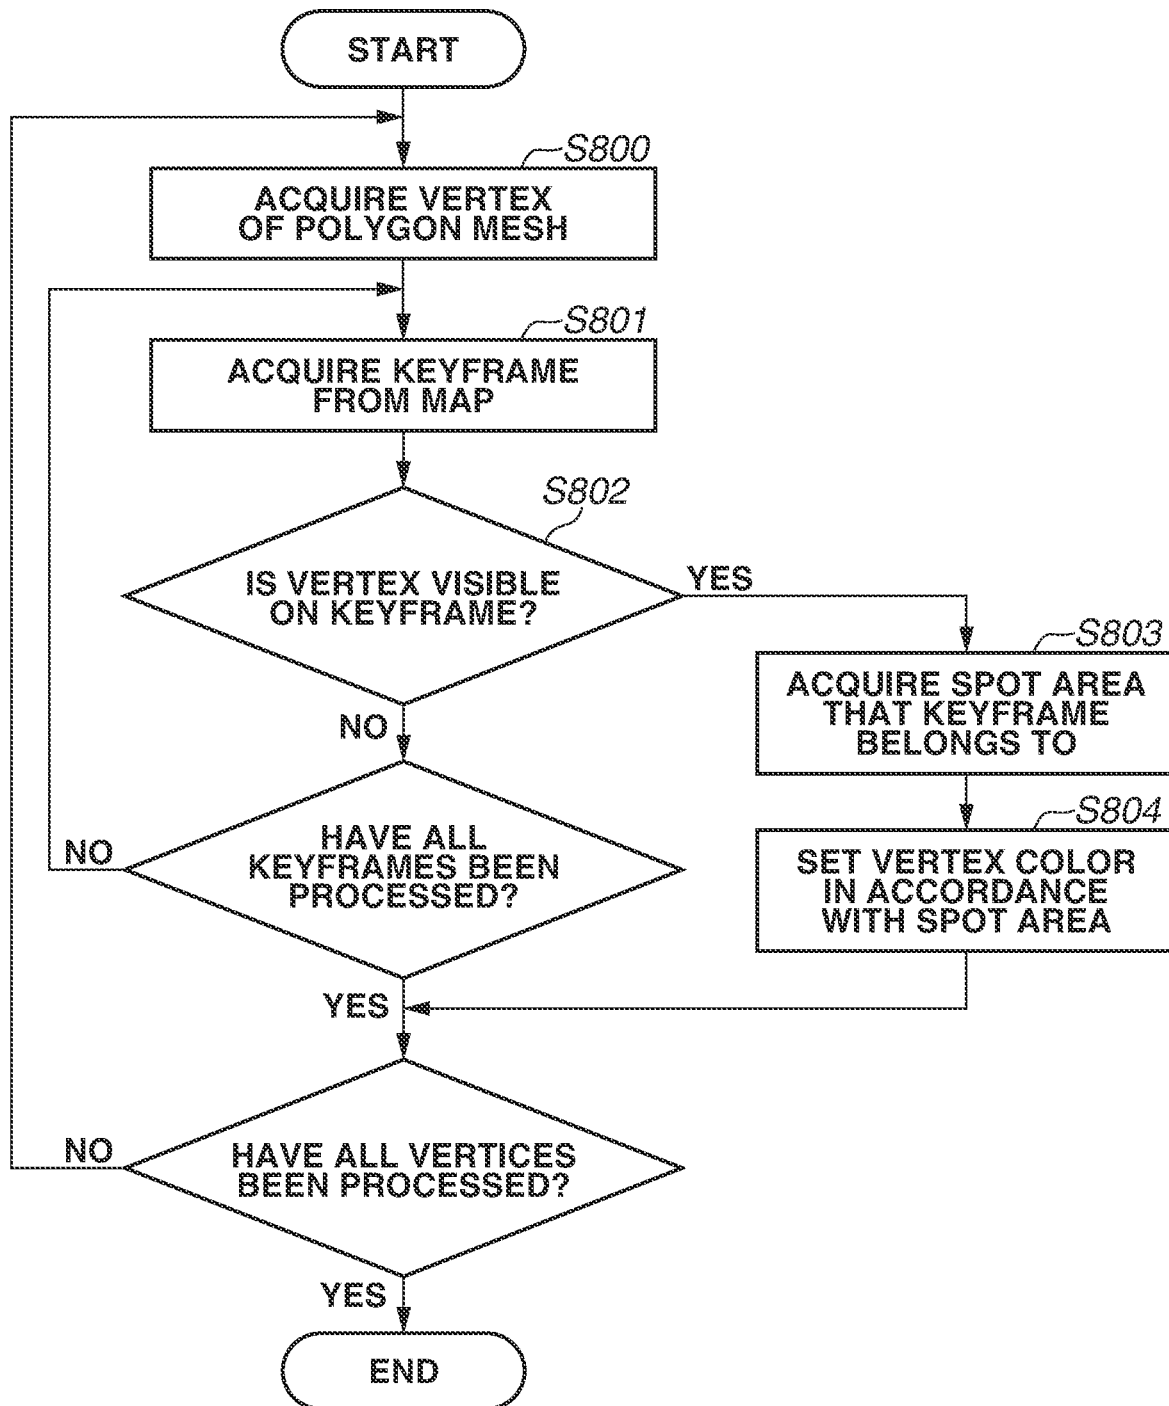 START
S800
ACQUIRE VERTEX
OF POLYGON MESH
S801
ACQUIRE KEYFRAME
FROM MAP
S802
IS VERTEX VISIBLE
ON KEYFRAME?
YES
NO
S803
ACQUIRE SPOT AREA
THAT KEYFRAME
BELONGS TO
S804
SET VERTEX COLOR
IN ACCORDANCE
WITH SPOT AREA
HAVE ALL
KEYFRAMES BEEN
PROCESSED?
NO
YES
HAVE ALL VERTICES
BEEN PROCESSED?
NO
YES
END